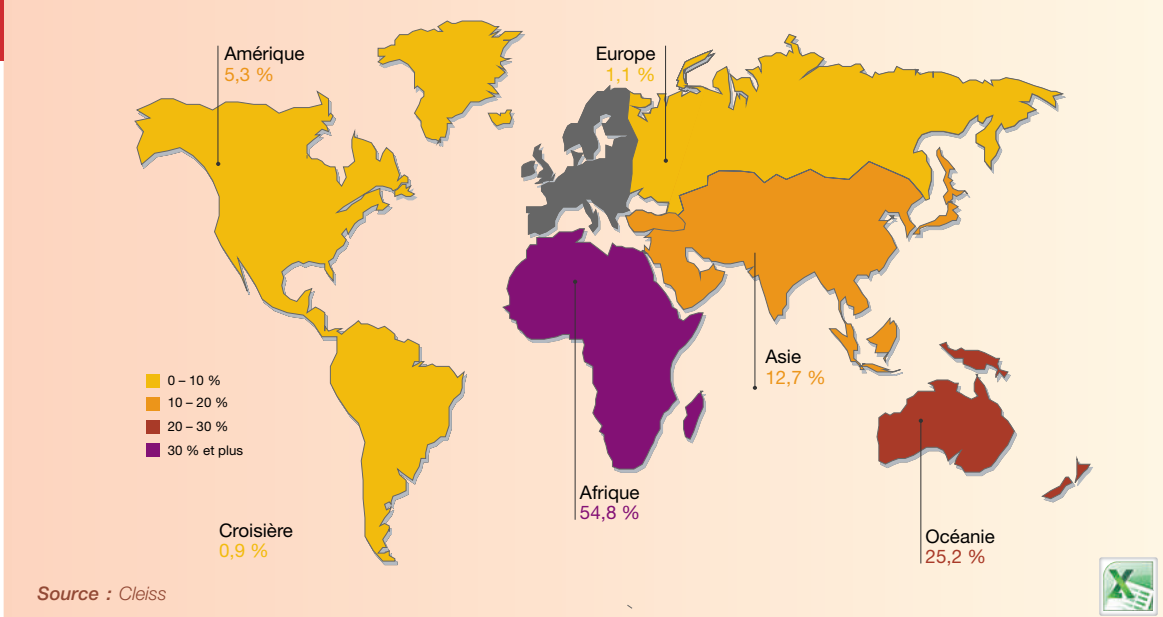 Amérique
5,3 %
Europe
1,1 %
Asie
12,7 %
0 – 10 %
10 – 20 %
20 – 30 %
30 % et plus
Afrique
54,8 %
Croisière
0,9 %
Océanie
25,2 %
Source : Cleiss
X